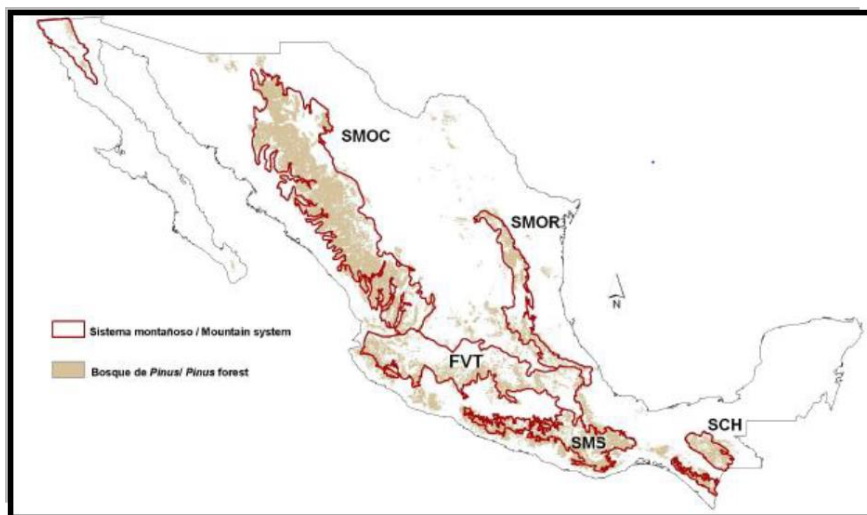 SMOC
SMOR
N
Sistema montañoso / Mountain system
Bosque de Pinus/ Pinus forest
FVT
SCH
SMS